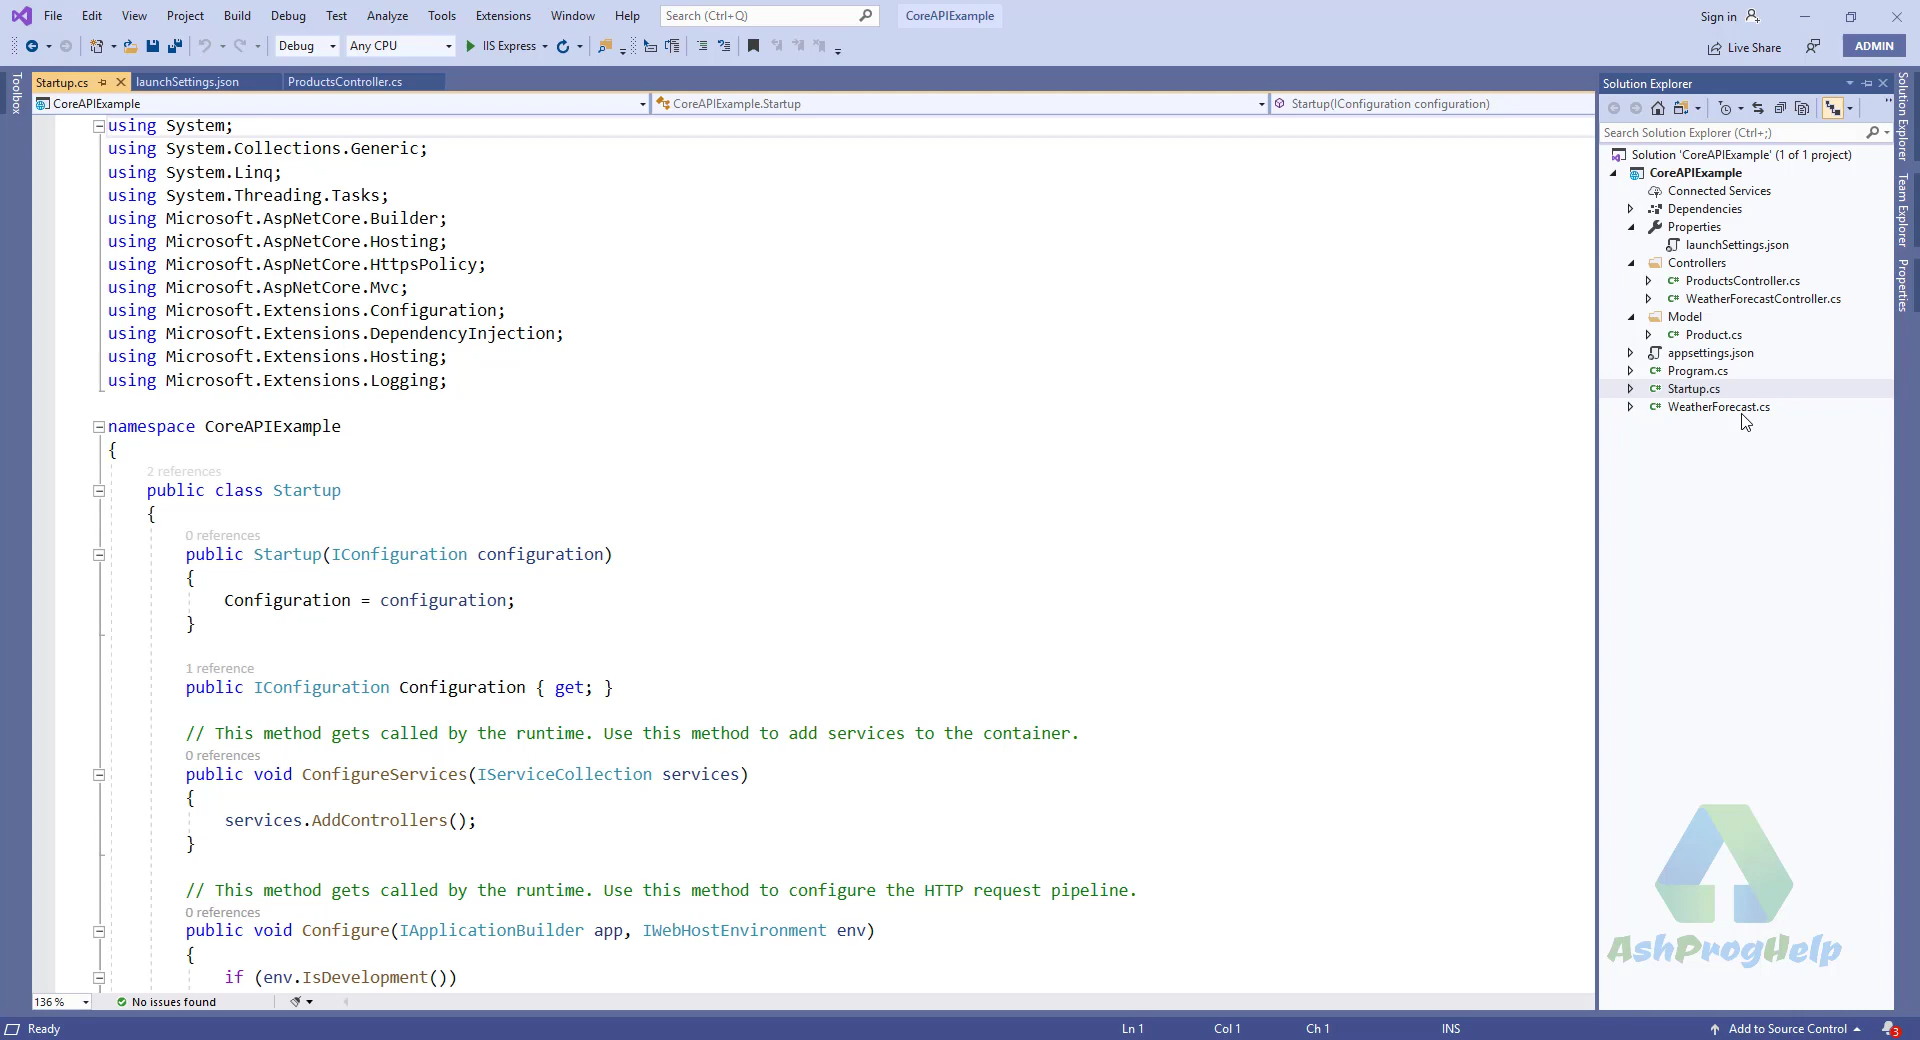 File Edit View Project Build Debug Test Analyze Tools Extensions Window Help Search (Ctrl+Q) CoreAPIExample Sign in
Debug Any CPU IIS Express Live Share ADMIN
Toolbox
Startup.cs launchSettings.json ProductsController.cs
CoreAPIExample CoreAPIExample.Startup Startup(IConfiguration configuration)
using System;
using System.Collections.Generic;
using System.Linq;
using System.Threading.Tasks;
using Microsoft.AspNetCore.Builder;
using Microsoft.AspNetCore.Hosting;
using Microsoft.AspNetCore.HttpsPolicy;
using Microsoft.AspNetCore.Mvc;
using Microsoft.Extensions.Configuration;
using Microsoft.Extensions.DependencyInjection;
using Microsoft.Extensions.Hosting;
using Microsoft.Extensions.Logging;
namespace CoreAPIExample
{
2 references
public class Startup
{
0 references
public Startup(IConfiguration configuration)
{
Configuration = configuration;
}
1 reference
public IConfiguration Configuration { get; }
// This method gets called by the runtime. Use this method to add services to the container.
0 references
public void ConfigureServices(IServiceCollection services)
{
services.AddControllers();
}
// This method gets called by the runtime. Use this method to configure the HTTP request pipeline.
0 references
public void Configure(IApplicationBuilder app, IWebHostEnvironment env)
{
if (env.IsDevelopment())
136 % No issues found
Solution Explorer
Search Solution Explorer (Ctrl+;)
Solution 'CoreAPIExample' (1 of 1 project)
CoreAPIExample
Connected Services
Dependencies
Properties
launchSettings.json
Controllers
C# ProductsController.cs
C# WeatherForecastController.cs
Model
C# Product.cs
appsettings.json
C# Program.cs
C# Startup.cs
C# WeatherForecast.cs
AshProgHelp
Solution Explorer
Team Explorer
Properties
Ready Ln 1 Col 1 Ch 1 INS Add to Source Control 3